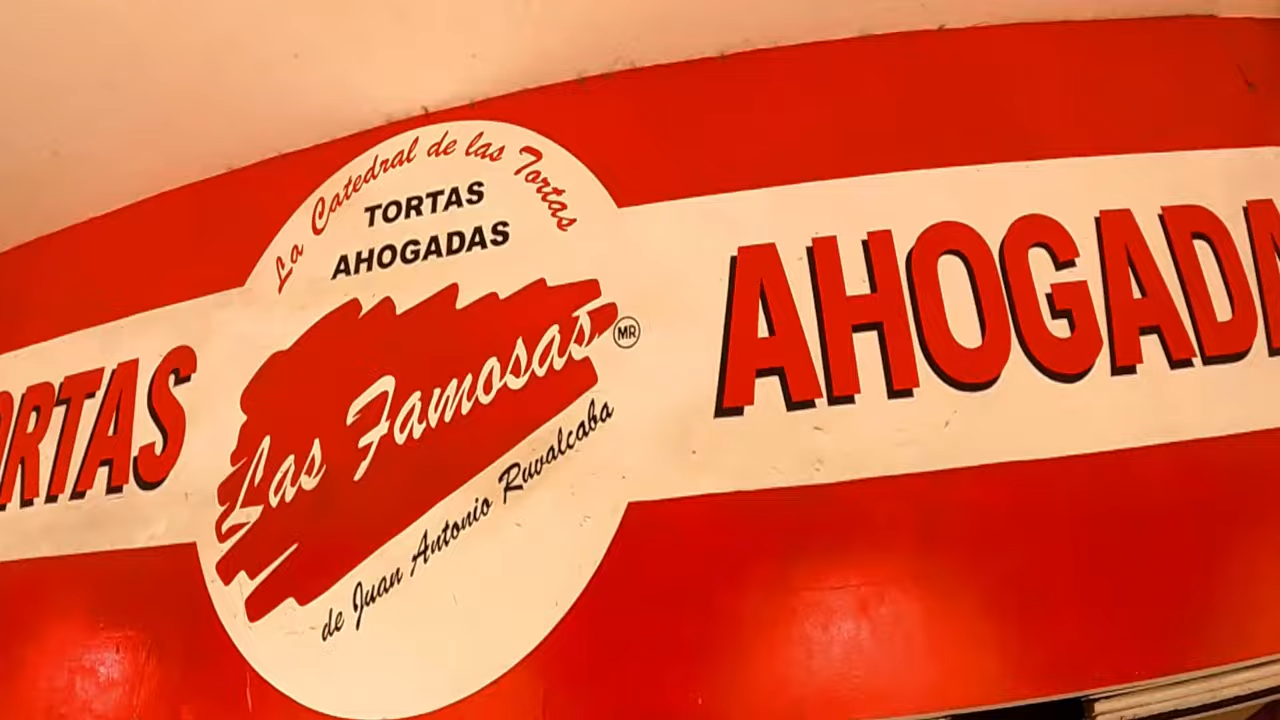 La Catedral de las Tortas
TORTAS
AHOGADAS
Las Famosas
MR
de Juan Antonio Ruvalcaba
ORTAS
AHOGADA